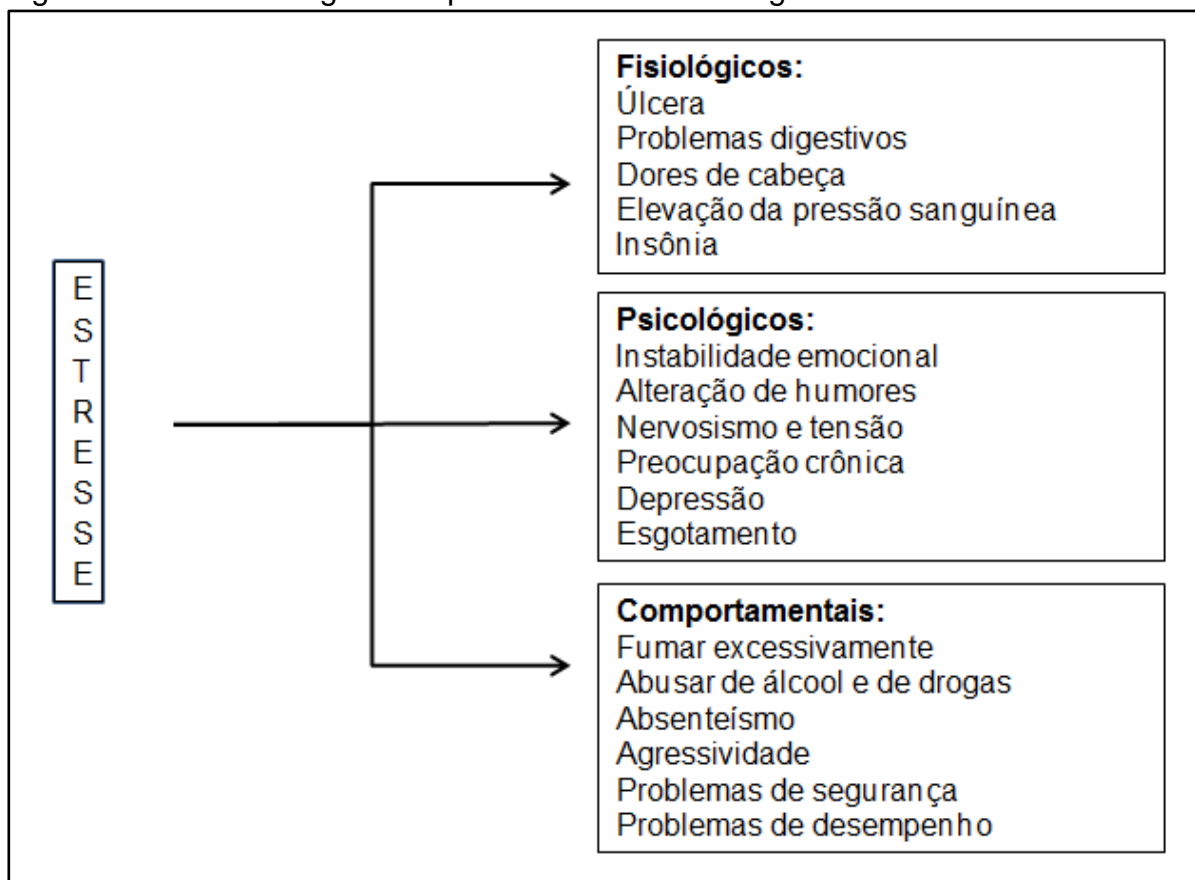 E
S
T
R
E
S
S
E
Fisiológicos:
Úlcera
Problemas digestivos
Dores de cabeça
Elevação da pressão sanguínea
Insônia
Psicológicos:
Instabilidade emocional
Alteração de humores
Nervosismo e tensão
Preocupação crônica
Depressão
Esgotamento
Comportamentais:
Fumar excessivamente
Abusar de álcool e de drogas
Absenteísmo
Agressividade
Problemas de segurança
Problemas de desempenho